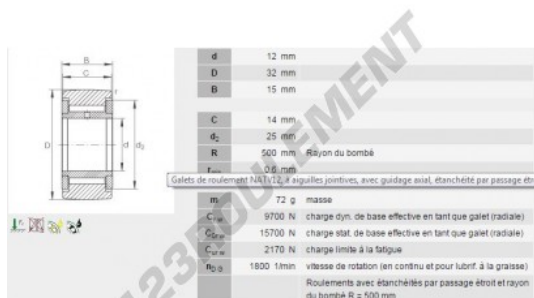 B
C
r
D
d
d2
d 12 mm
D 32 mm
B 15 mm
C 14 mm
d2 25 mm
R 500 mm Rayon du bombé
0.6 mm
Galets de roulement NATV12, à aiguilles jointives, avec guidage axial, étanchéité par passage étro
m 72 g masse
9700 N charge dyn. de base effective en tant que galet (radiale)
15700 N charge stat. de base effective en tant que galet (radiale)
2170 N charge limite à la fatigue
nD G 1800 1/min vitesse de rotation (en continu et pour lubrif. à la graisse)
Roulements avec étanchéités par passage étroit et rayon
du bombé R = 500 mm.
123ROULEMENT